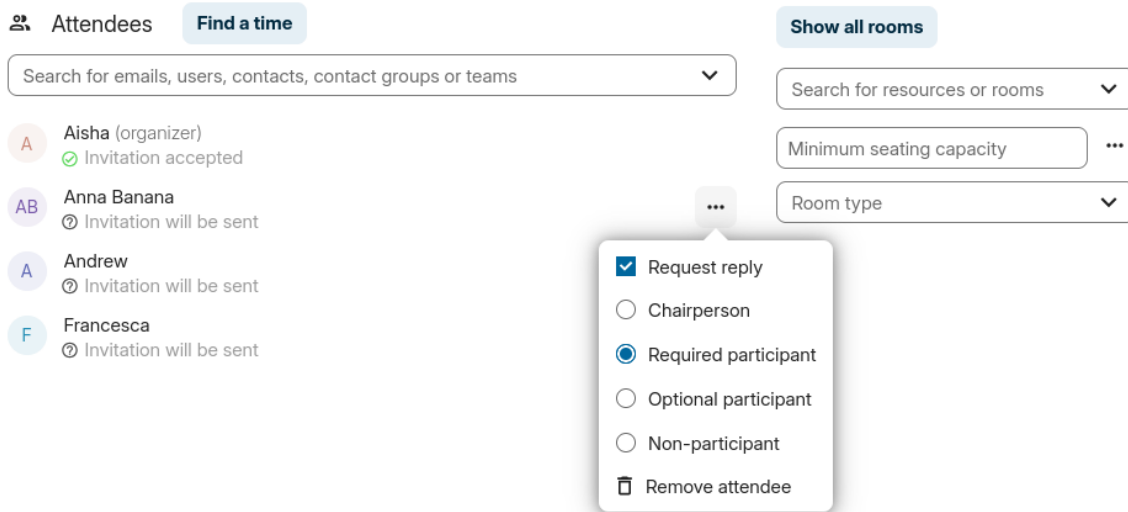 Attendees
Find a time
Search for emails, users, contacts, contact groups or teams
A
Aisha (organizer)
Invitation accepted
AB
Anna Banana
Invitation will be sent
A
Andrew
Invitation will be sent
F
Francesca
Invitation will be sent
Request reply
Chairperson
Required participant
Optional participant
Non-participant
Remove attendee
Show all rooms
Search for resources or rooms
Minimum seating capacity
Room type